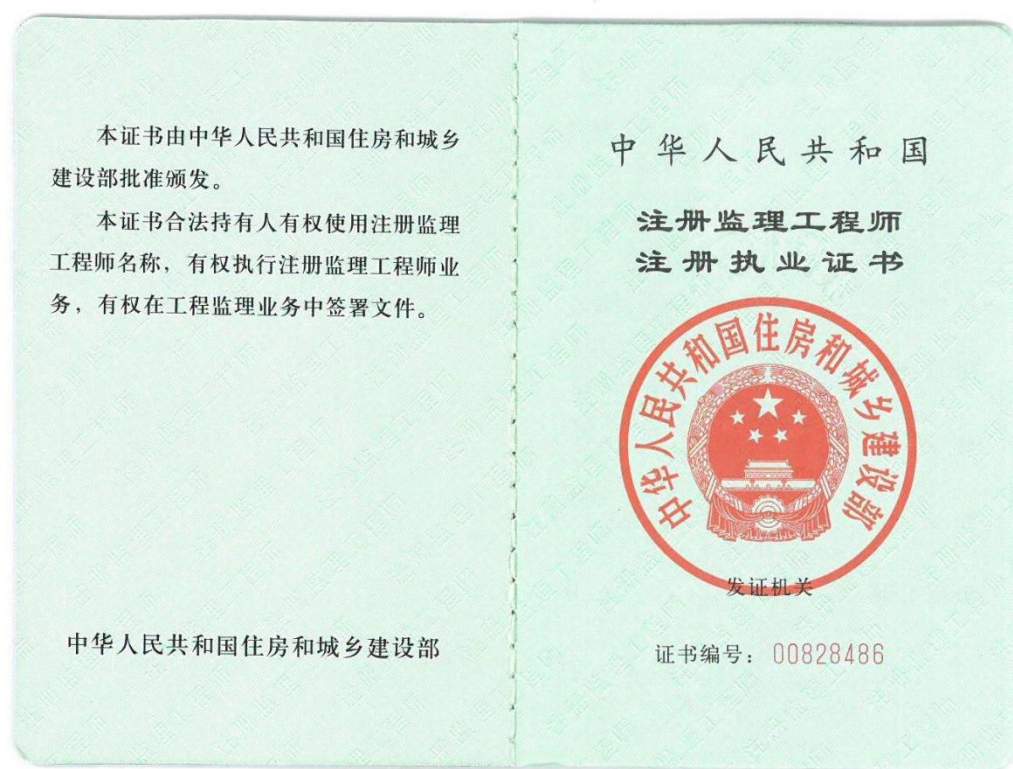 本证书由中华人民共和国住房和城乡
建设部批准颁发。
本证书合法持有人有权使用注册监理
工程师名称，有权执行注册监理工程师业
务，有权在工程监理业务中签署文件。
中华人民共和国住房和城乡建设部
中华人民共和国
注册监理工程师
注册执业证书
中华人民共和国住房和城乡建设部
发证机关
证书编号：00828486